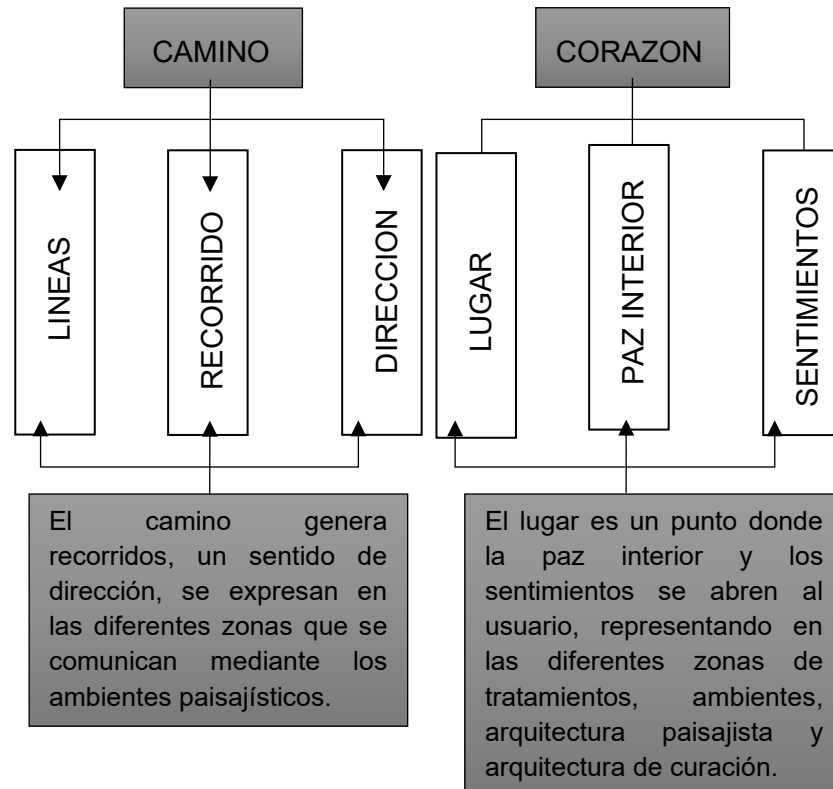 CAMINO
LINEAS
RECORRIDO
DIRECCION
El camino genera
recorridos, un sentido de
dirección, se expresan en
las diferentes zonas que se
comunican mediante los
ambientes paisajísticos.
CORAZON
LUGAR
PAZ INTERIOR
SENTIMIENTOS
El lugar es un punto donde
la paz interior y los
sentimientos se abren al
usuario, representando en
las diferentes zonas de
tratamientos, ambientes,
arquitectura paisajista y
arquitectura de curación.